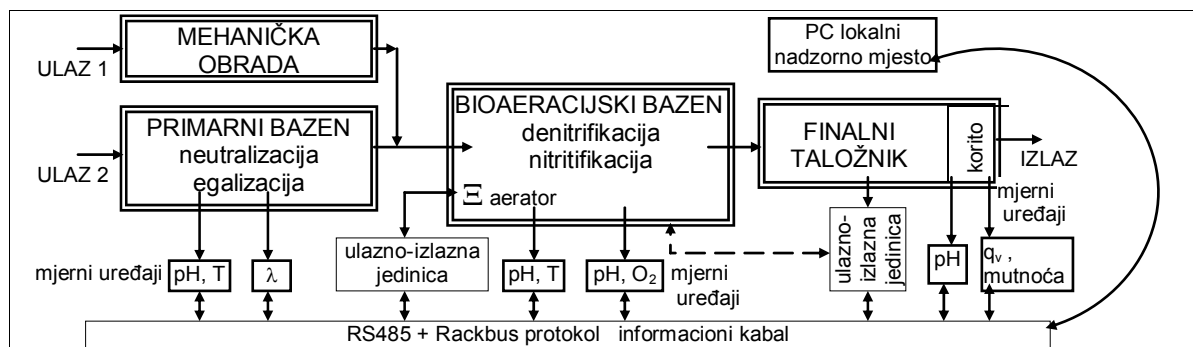 MEHANIČKA
OBRADA
ULAZ 1
PC lokalni
nadzorno mjesto
PRIMARNI BAZEN
neutralizacija
egalizacija
ULAZ 2
BIOAERACIJSKI BAZEN
denitrifikacija
nitritifikacija
Ξ aerator
FINALNI
TALOŽNIK
korito
IZLAZ
mjerni
uređaji
mjerni uređaji
pH, T
λ
ulazno-izlazna
jedinica
pH, T
pH, O₂
mjerni
uređaji
ulazno-
izlazna
jedinica
pH
qᵥ ,
mutnoća
RS485 + Rackbus protokol informacioni kabal